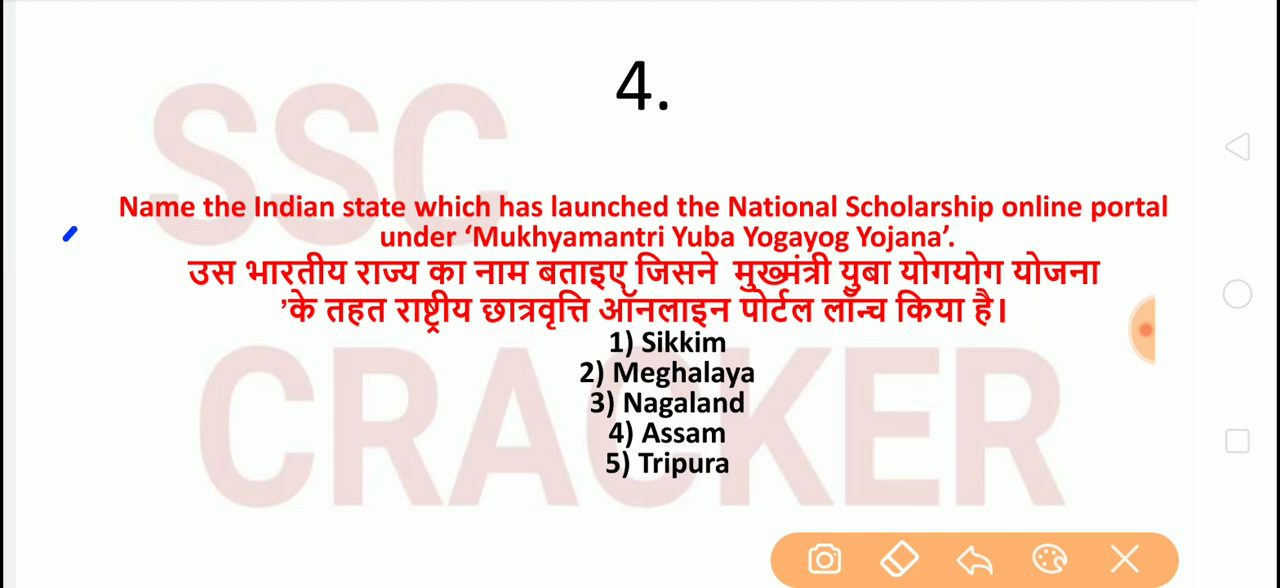 4.
SSC
CRACKER
Name the Indian state which has launched the National Scholarship online portal
under ‘Mukhyamantri Yuba Yogayog Yojana’.
उस भारतीय राज्य का नाम बताइए जिसने मुख्मंत्री युबा योगयोग योजना
’के तहत राष्ट्रीय छात्रवृत्ति ऑनलाइन पोर्टल लॉन्च किया है।
1) Sikkim
2) Meghalaya
3) Nagaland
4) Assam
5) Tripura